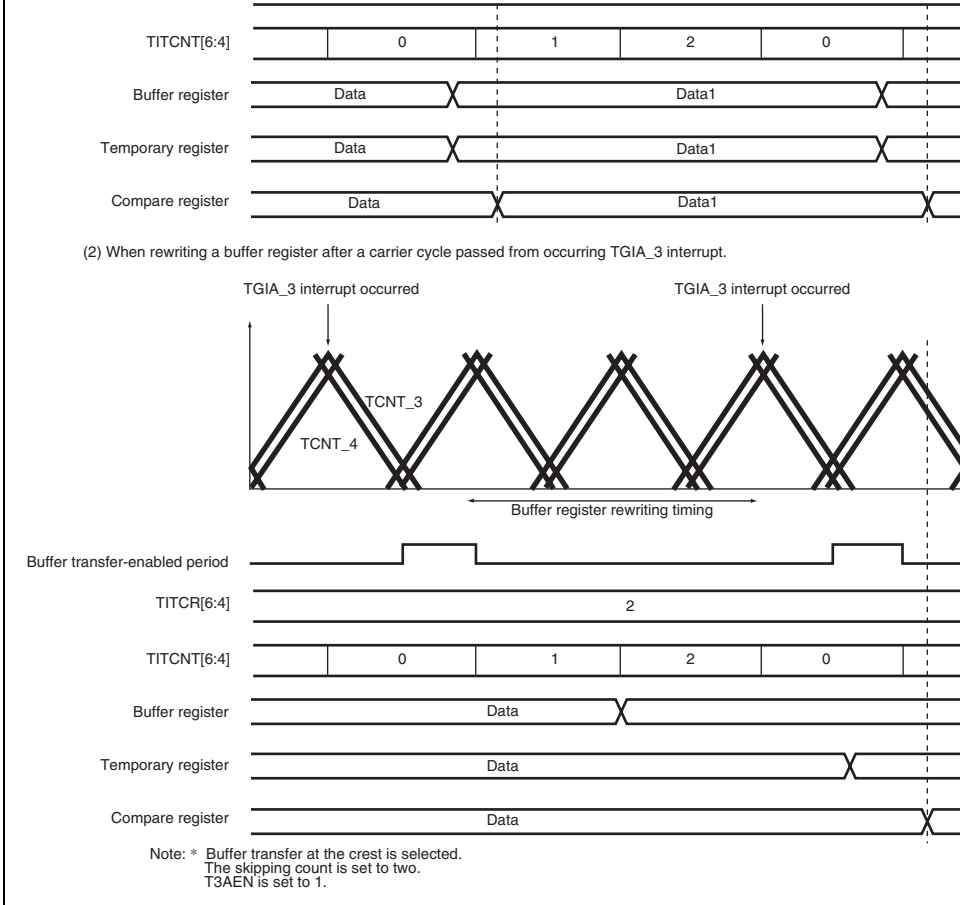 TITCNT[6:4] 0 1 2 0
Buffer register Data Data1
Temporary register Data Data1
Compare register Data Data1
(2) When rewriting a buffer register after a carrier cycle passed from occurring TGIA_3 interrupt.
TGIA_3 interrupt occurred TGIA_3 interrupt occurred
TCNT_3
TCNT_4
Buffer register rewriting timing
Buffer transfer-enabled period
TITCR[6:4] 2
TITCNT[6:4] 0 1 2 0
Buffer register Data
Temporary register Data
Compare register Data
Note: * Buffer transfer at the crest is selected.
The skipping count is set to two.
T3AEN is set to 1.